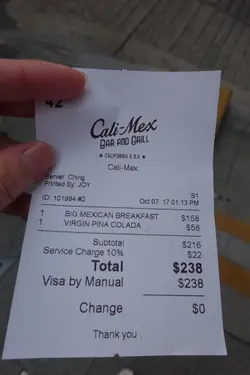 42
Cali-Mex
BAR AND GRILL
★ CALIFORNIA U.S.A ★
Cali-Mex
Server: Ching
Printed By: JOY
S1
ID: 101984 #2 Oct 07. 17 01:13 PM
1 BIG MEXICAN BREAKFAST $158
1 VIRGIN PINA COLADA $58
Subtotal $216
Service Charge 10% $22
Total $238
Visa by Manual $238
Change $0
Thank you